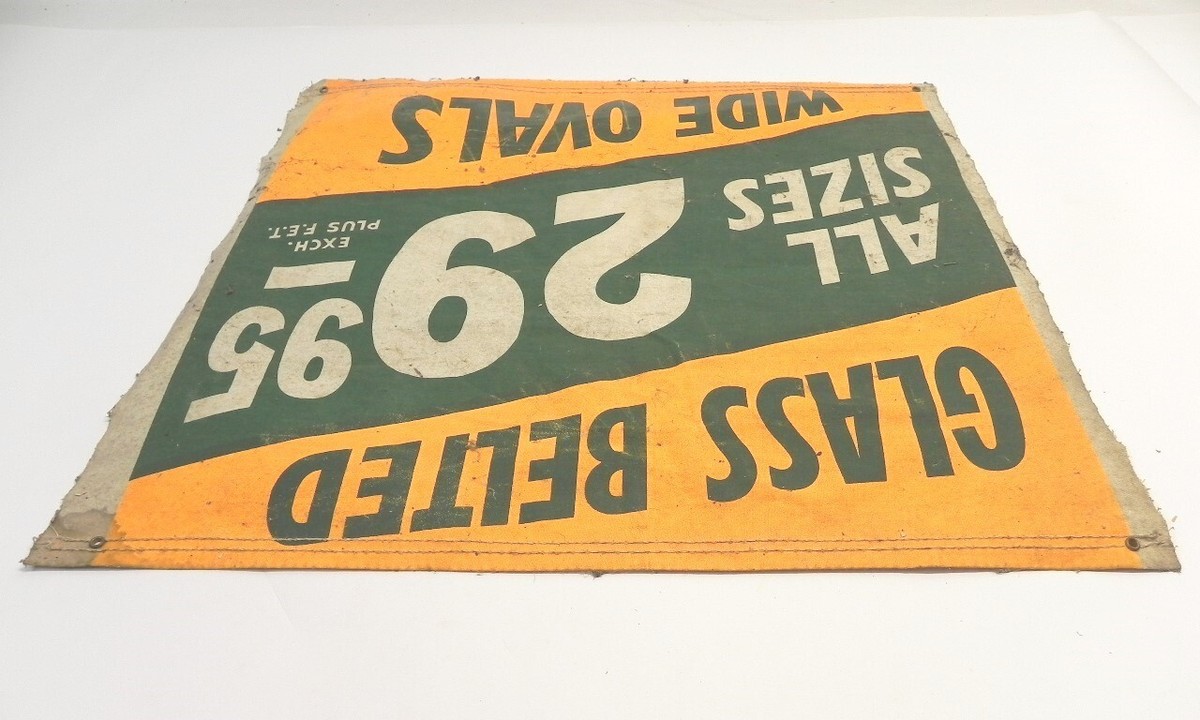 GLASS BELTED
ALL
SIZES
29 95
EXCH.
PLUS F.E.T.
WIDE OVALS